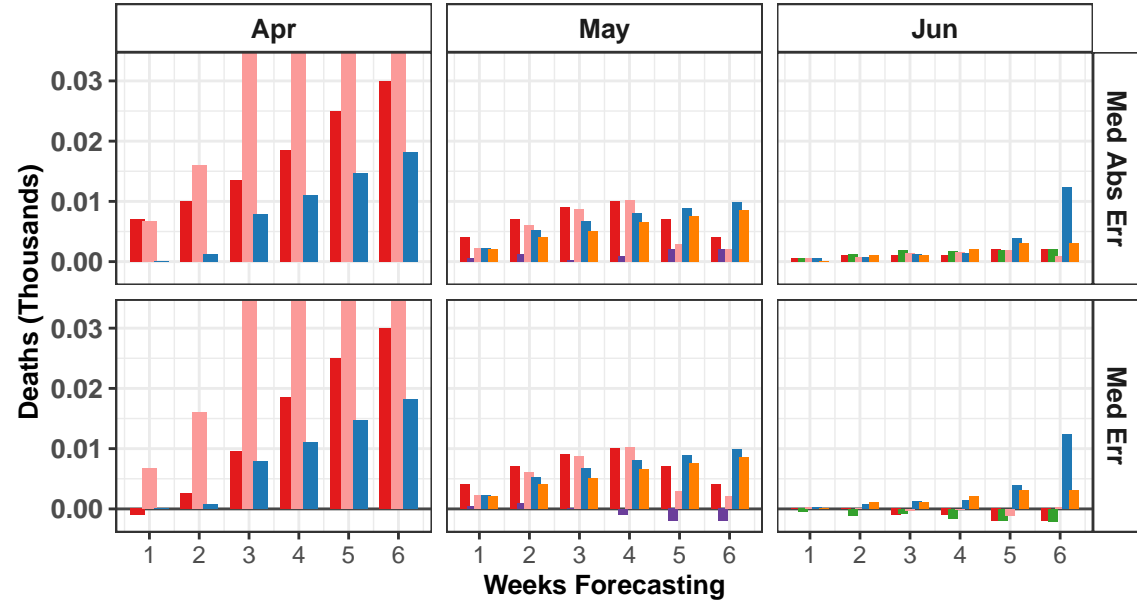 Apr May Jun
Deaths (Thousands)
0.03
0.02
0.01
0.00
Med Abs Err
0.03
0.02
0.01
0.00
Med Err
1 2 3 4 5 6 1 2 3 4 5 6 1 2 3 4 5 6
Weeks Forecasting